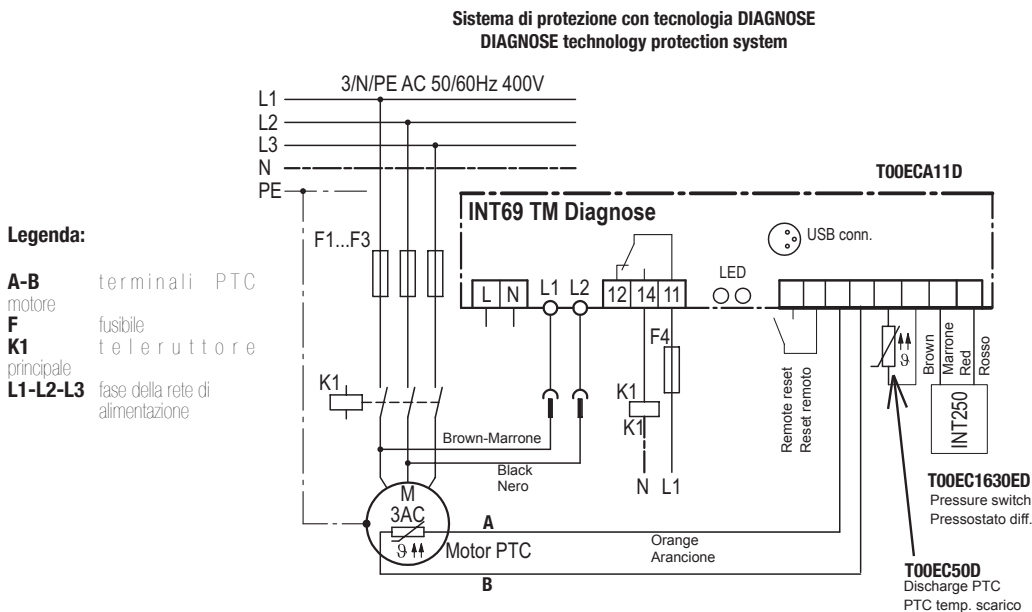 Sistema di protezione con tecnologia DIAGNOSE
DIAGNOSE technology protection system
3/N/PE AC 50/60Hz 400V
L1
L2
L3
N
PE
T00ECA11D
INT69 TM Diagnose
USB conn.
Legenda:
A-B terminali PTC
motore
F fusibile
K1 teleruttore
principale
L1-L2-L3 fase della rete di
alimentazione
F1...F3
L N L1 L2 12 14 11
LED
F4
K1
K1
K1
N L1
Brown-Marrone
Black
Nero
Remote reset
Reset remoto
ϑ
Brown
Marrone
Red
Rosso
INT250
T00EC1630ED
Pressure switch
Pressostato diff.
M
3AC
ϑ
Motor PTC
A
Orange
Arancione
B
T00EC50D
Discharge PTC
PTC temp. scarico